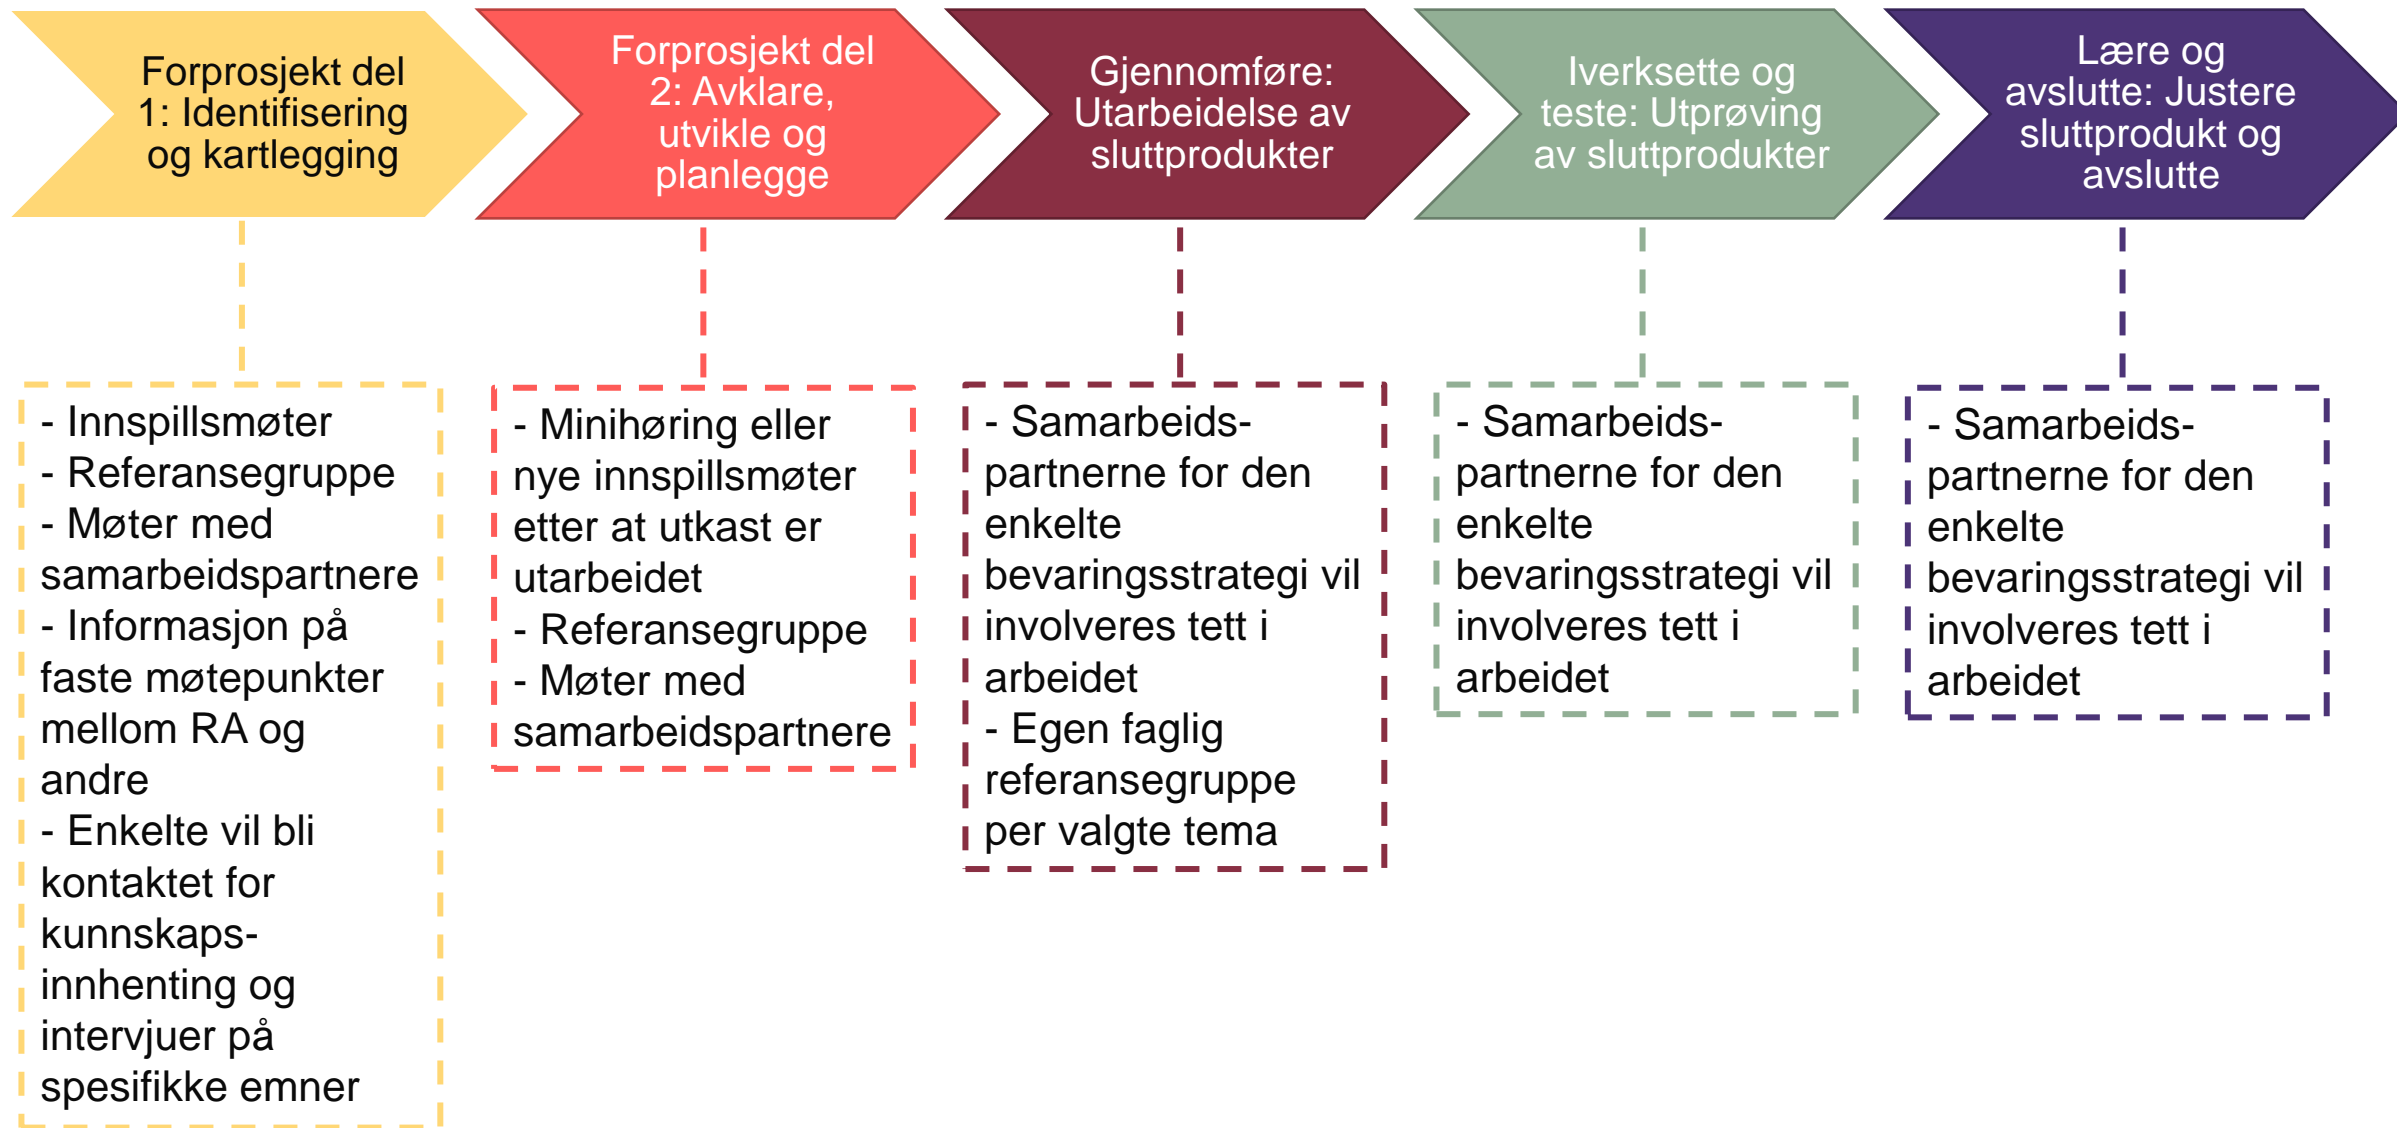 Forprosjekt del
1: Identifisering
og kartlegging
Forprosjekt del
2: Avklare,
utvikle og
planlegge
Gjennomføre:
Utarbeidelse av
sluttprodukter
Iverksette og
teste: Utprøving
av sluttprodukter
Lære og
avslutte: Justere
sluttprodukt og
avslutte
- Innspillsmøter
- Referansegruppe
- Møter med
samarbeidspartnere
- Informasjon på
faste møtepunkter
mellom RA og
andre
- Enkelte vil bli
kontaktet for
kunnskaps-
innhenting og
intervjuer på
spesifikke emner
- Minihøring eller
nye innspillsmøter
etter at utkast er
utarbeidet
- Referansegruppe
- Møter med
samarbeidspartnere
- Samarbeids-
partnerne for den
enkelte
bevaringsstrategi vil
involveres tett i
arbeidet
- Egen faglig
referansegruppe
per valgte tema
- Samarbeids-
partnerne for den
enkelte
bevaringsstrategi vil
involveres tett i
arbeidet
- Samarbeids-
partnerne for den
enkelte
bevaringsstrategi vil
involveres tett i
arbeidet